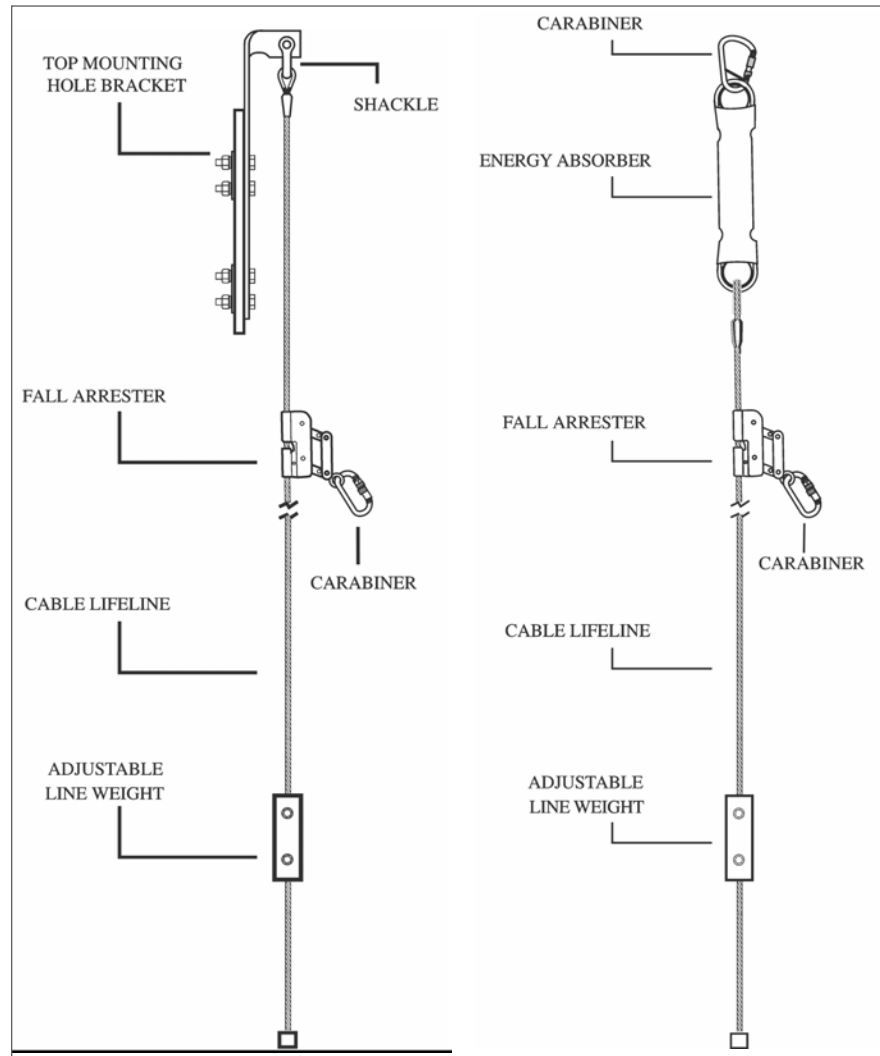 TOP MOUNTING
HOLE BRACKET
SHACKLE
FALL ARRESTER
CARABINER
CABLE LIFELINE
ADJUSTABLE
LINE WEIGHT
CARABINER
ENERGY ABSORBER
FALL ARRESTER
CARABINER
CABLE LIFELINE
ADJUSTABLE
LINE WEIGHT